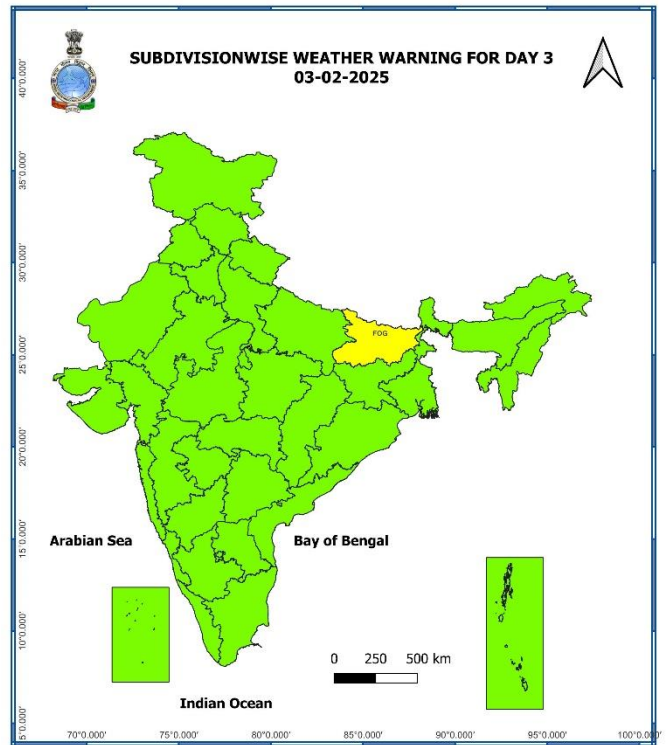 SUBDIVISIONWISE WEATHER WARNING FOR DAY 3
03-02-2025
40°0.000'
35°0.000'
30°0.000'
25°0.000'
20°0.000'
15°0.000'
10°0.000'
5°0.000'
FOG
Arabian Sea
Bay of Bengal
0 250 500 km
Indian Ocean
70°0.000' 75°0.000' 80°0.000' 85°0.000' 90°0.000' 95°0.000' 100°0.000'